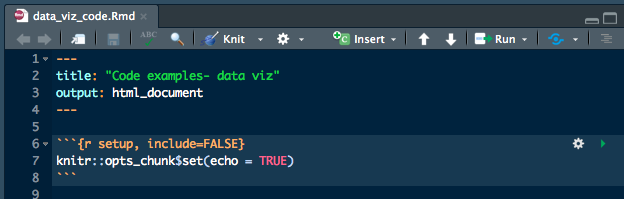 data_viz_code.Rmd
ABC Knit Insert Run
1 ---
2 title: "Code examples- data viz"
3 output: html_document
4 ---
5
6 ```{r setup, include=FALSE}
7 knitr::opts_chunk$set(echo = TRUE)
8 ```
9